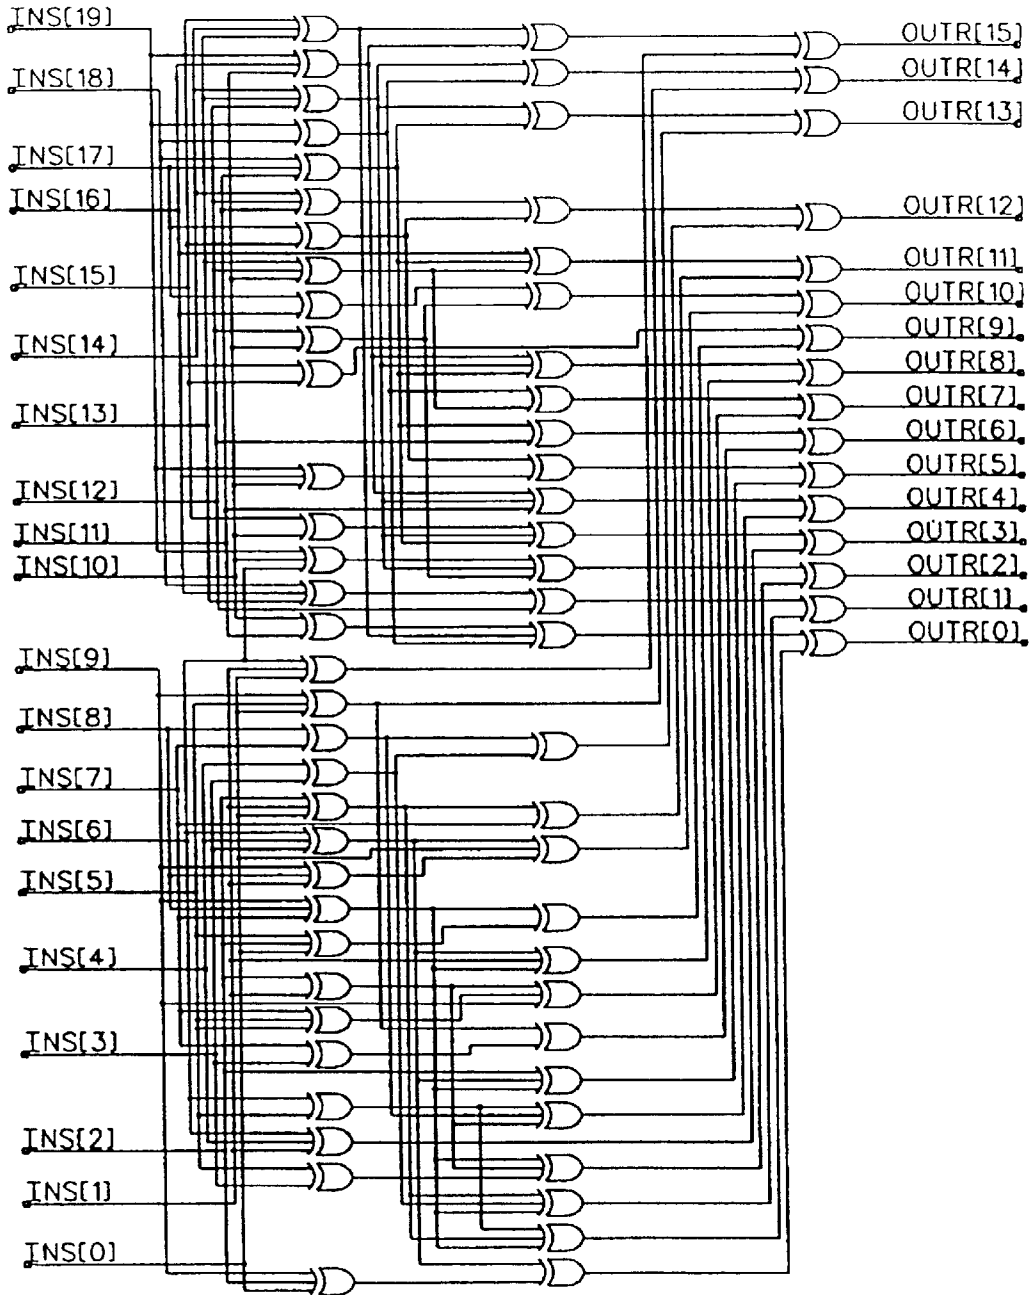 INS[19]
INS[18]
INS[17]
INS[16]
INS[15]
INS[14]
INS[13]
INS[12]
INS[11]
INS[10]
INS[9]
INS[8]
INS[7]
INS[6]
INS[5]
INS[4]
INS[3]
INS[2]
INS[1]
INS[0]
OUTR[15]
OUTR[14]
OUTR[13]
OUTR[12]
OUTR[11]
OUTR[10]
OUTR[9]
OUTR[8]
OUTR[7]
OUTR[6]
OUTR[5]
OUTR[4]
OUTR[3]
OUTR[2]
OUTR[1]
OUTR[0]